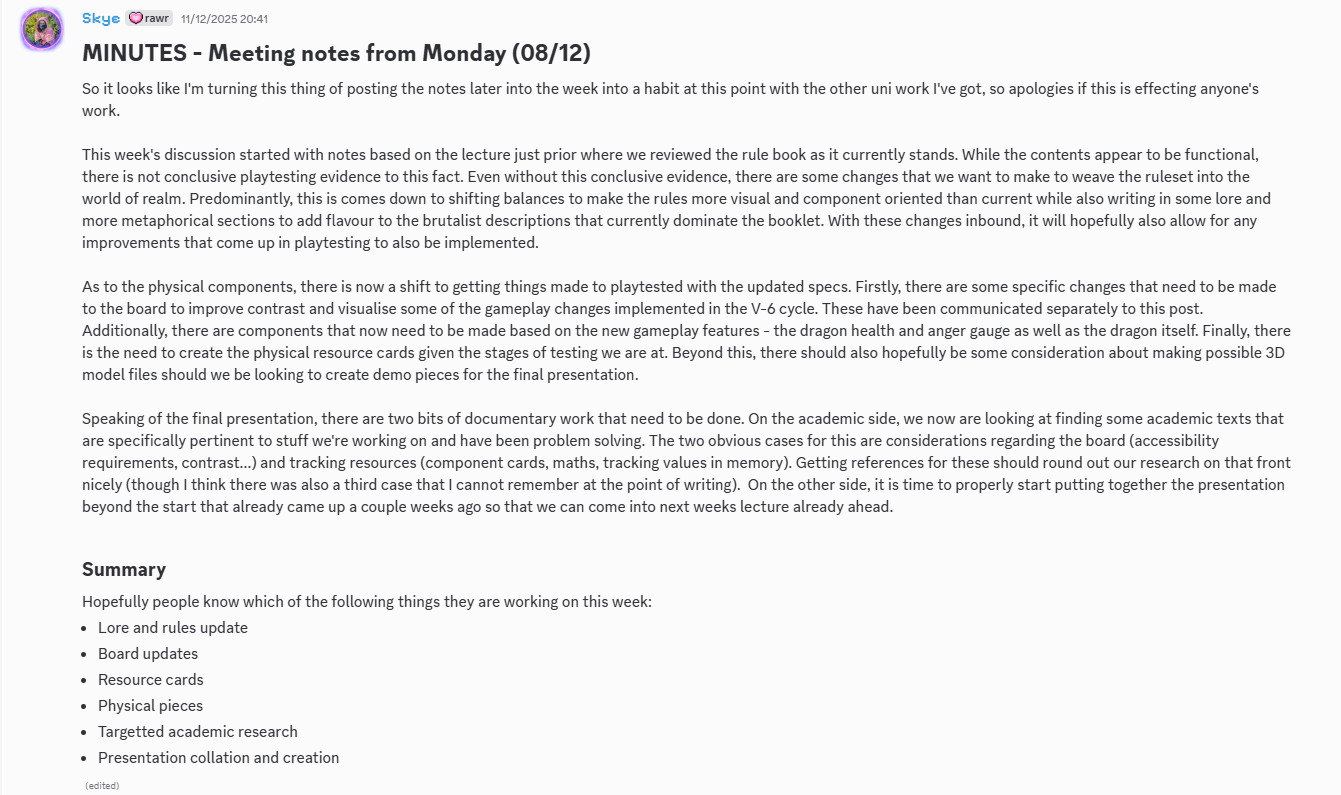 Skye rawr 11/12/2025 20:41
MINUTES - Meeting notes from Monday (08/12)
So it looks like I'm turning this thing of posting the notes later into the week into a habit at this point with the other uni work I've got, so apologies if this is effecting anyone's
work.
This week's discussion started with notes based on the lecture just prior where we reviewed the rule book as it currently stands. While the contents appear to be functional,
there is not conclusive playtesting evidence to this fact. Even without this conclusive evidence, there are some changes that we want to make to weave the ruleset into the
world of realm. Predominantly, this is comes down to shifting balances to make the rules more visual and component oriented than current while also writing in some lore and
more metaphorical sections to add flavour to the brutalist descriptions that currently dominate the booklet. With these changes inbound, it will hopefully also allow for any
improvements that come up in playtesting to also be implemented.
As to the physical components, there is now a shift to getting things made to playtested with the updated specs. Firstly, there are some specific changes that need to be made
to the board to improve contrast and visualise some of the gameplay changes implemented in the V-6 cycle. These have been communicated separately to this post.
Additionally, there are components that now need to be made based on the new gameplay features - the dragon health and anger gauge as well as the dragon itself. Finally, there
is the need to create the physical resource cards given the stages of testing we are at. Beyond this, there should also hopefully be some consideration about making possible 3D
model files should we be looking to create demo pieces for the final presentation.
Speaking of the final presentation, there are two bits of documentary work that need to be done. On the academic side, we now are looking at finding some academic texts that
are specifically pertinent to stuff we're working on and have been problem solving. The two obvious cases for this are considerations regarding the board (accessibility
requirements, contrast...) and tracking resources (component cards, maths, tracking values in memory). Getting references for these should round out our research on that front
nicely (though I think there was also a third case that I cannot remember at the point of writing). On the other side, it is time to properly start putting together the presentation
beyond the start that already came up a couple weeks ago so that we can come into next weeks lecture already ahead.
Summary
Hopefully people know which of the following things they are working on this week:
• Lore and rules update
• Board updates
• Resource cards
• Physical pieces
• Targetted academic research
• Presentation collation and creation
(edited)